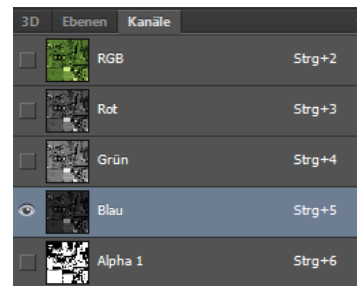 3D Ebenen Kanäle
RGB Strg+2
Rot Strg+3
Grün Strg+4
Blau Strg+5
Alpha 1 Strg+6